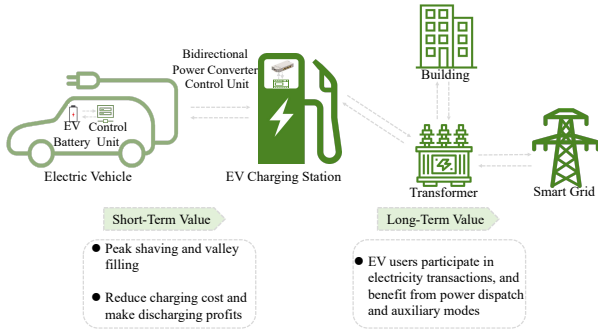 Bidirectional
Power Converter
Control Unit
Building
EV Control
Battery Unit
Electric Vehicle
EV Charging Station
Transformer
Smart Grid
Short-Term Value
Long-Term Value
● Peak shaving and valley
filling
● Reduce charging cost and
make discharging profits
● EV users participate in
electricity transactions, and
benefit from power dispatch
and auxiliary modes